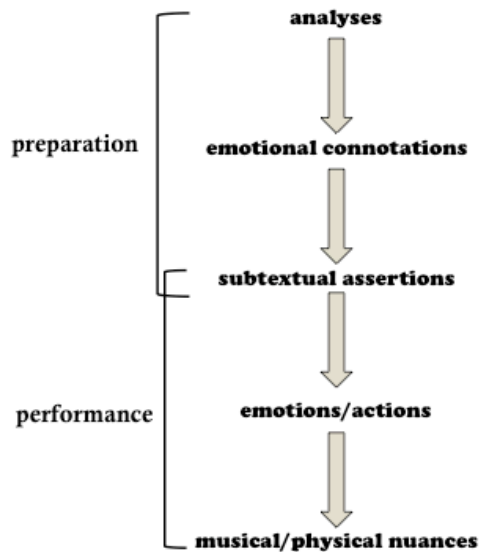 analyses
preparation
emotional connotations
subtextual assertions
performance
emotions/actions
musical/physical nuances